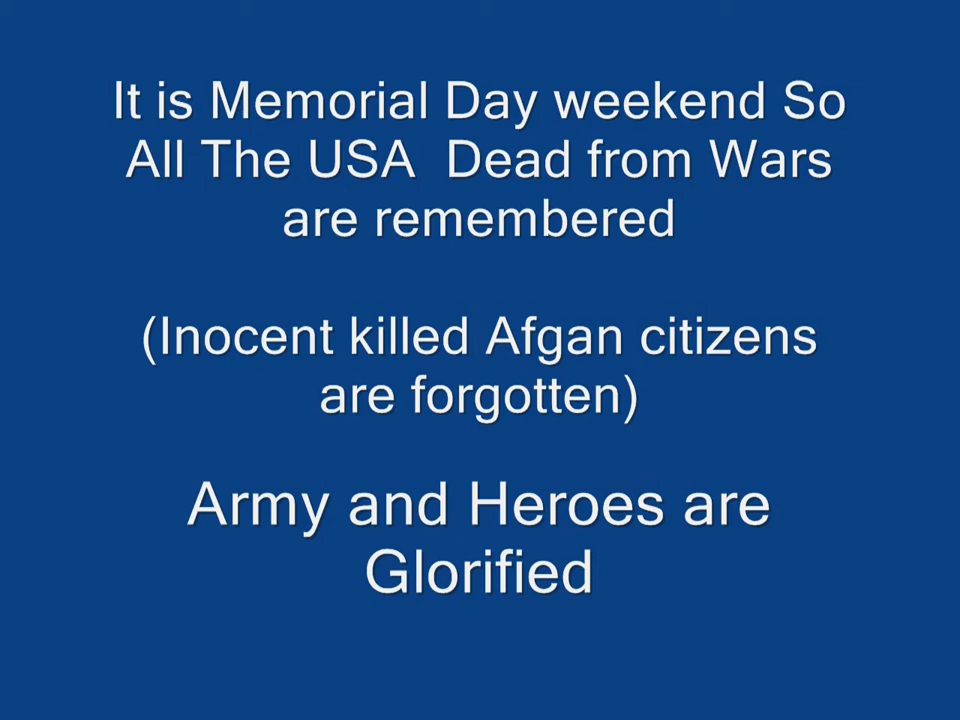 It is Memorial Day weekend So
All The USA  Dead from Wars
are remembered
(Inocent killed Afgan citizens
are forgotten)
Army and Heroes are
Glorified